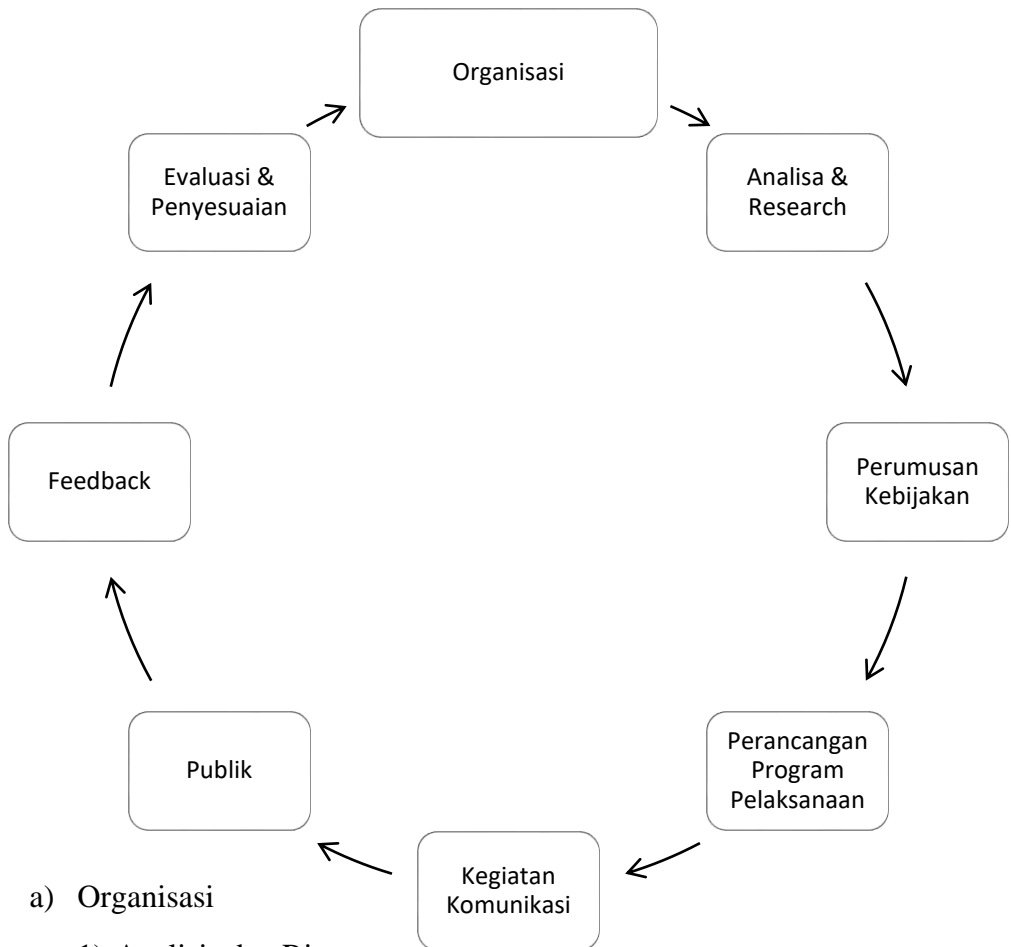 Organisasi
Analisa &
Research
Perumusan
Kebijakan
Perancangan
Program
Pelaksanaan
Kegiatan
Komunikasi
Publik
Feedback
Evaluasi &
Penyesuaian
a) Organisasi